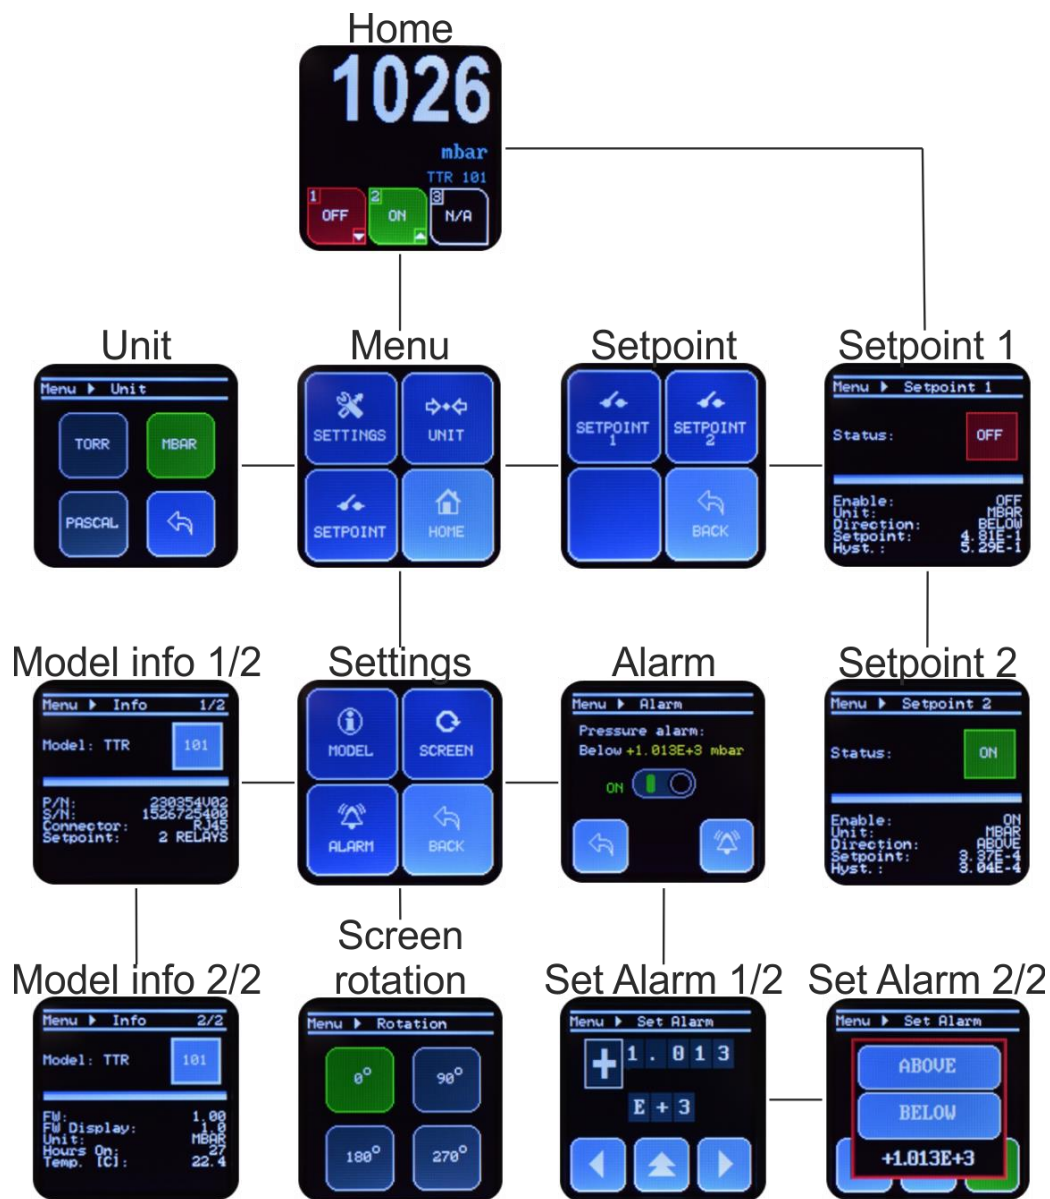 Home
1026
mbar
TTR 101
1 OFF
2 ON
3 N/A
Unit
Menu Unit
TORR
MBAR
PASCAL
Menu
SETTINGS
UNIT
SETPOINT
HOME
Setpoint
SETPOINT 1
SETPOINT 2
BACK
Setpoint 1
Menu Setpoint 1
Status: OFF
Enable: OFF
Unit: MBAR
Direction: BELOW
Setpoint: 4.81E-1
Hyst.: 5.29E-1
Model info 1/2
Menu Info 1/2
Model: TTR 101
P/N: 230354V02
S/N: 1526725400
Connector: RJ45
Setpoint: 2 RELAYS
Settings
MODEL
SCREEN
ALARM
BACK
Alarm
Menu Alarm
Pressure alarm:
Below +1.013E+3 mbar
ON
Setpoint 2
Menu Setpoint 2
Status: ON
Enable: ON
Unit: MBAR
Direction: ABOVE
Setpoint: 3.37E-4
Hyst.: 3.04E-4
Model info 2/2
Menu Info 2/2
Model: TTR 101
FW: 1.00
FW Display: 1.0
Unit: MBAR
Hours On: 27
Temp. [C]: 22.4
Screen
rotation
Menu Rotation
0°
90°
180°
270°
Set Alarm 1/2
Menu Set Alarm
+ 1.013
E+3
Set Alarm 2/2
Menu Set Alarm
ABOVE
BELOW
+1.013E+3